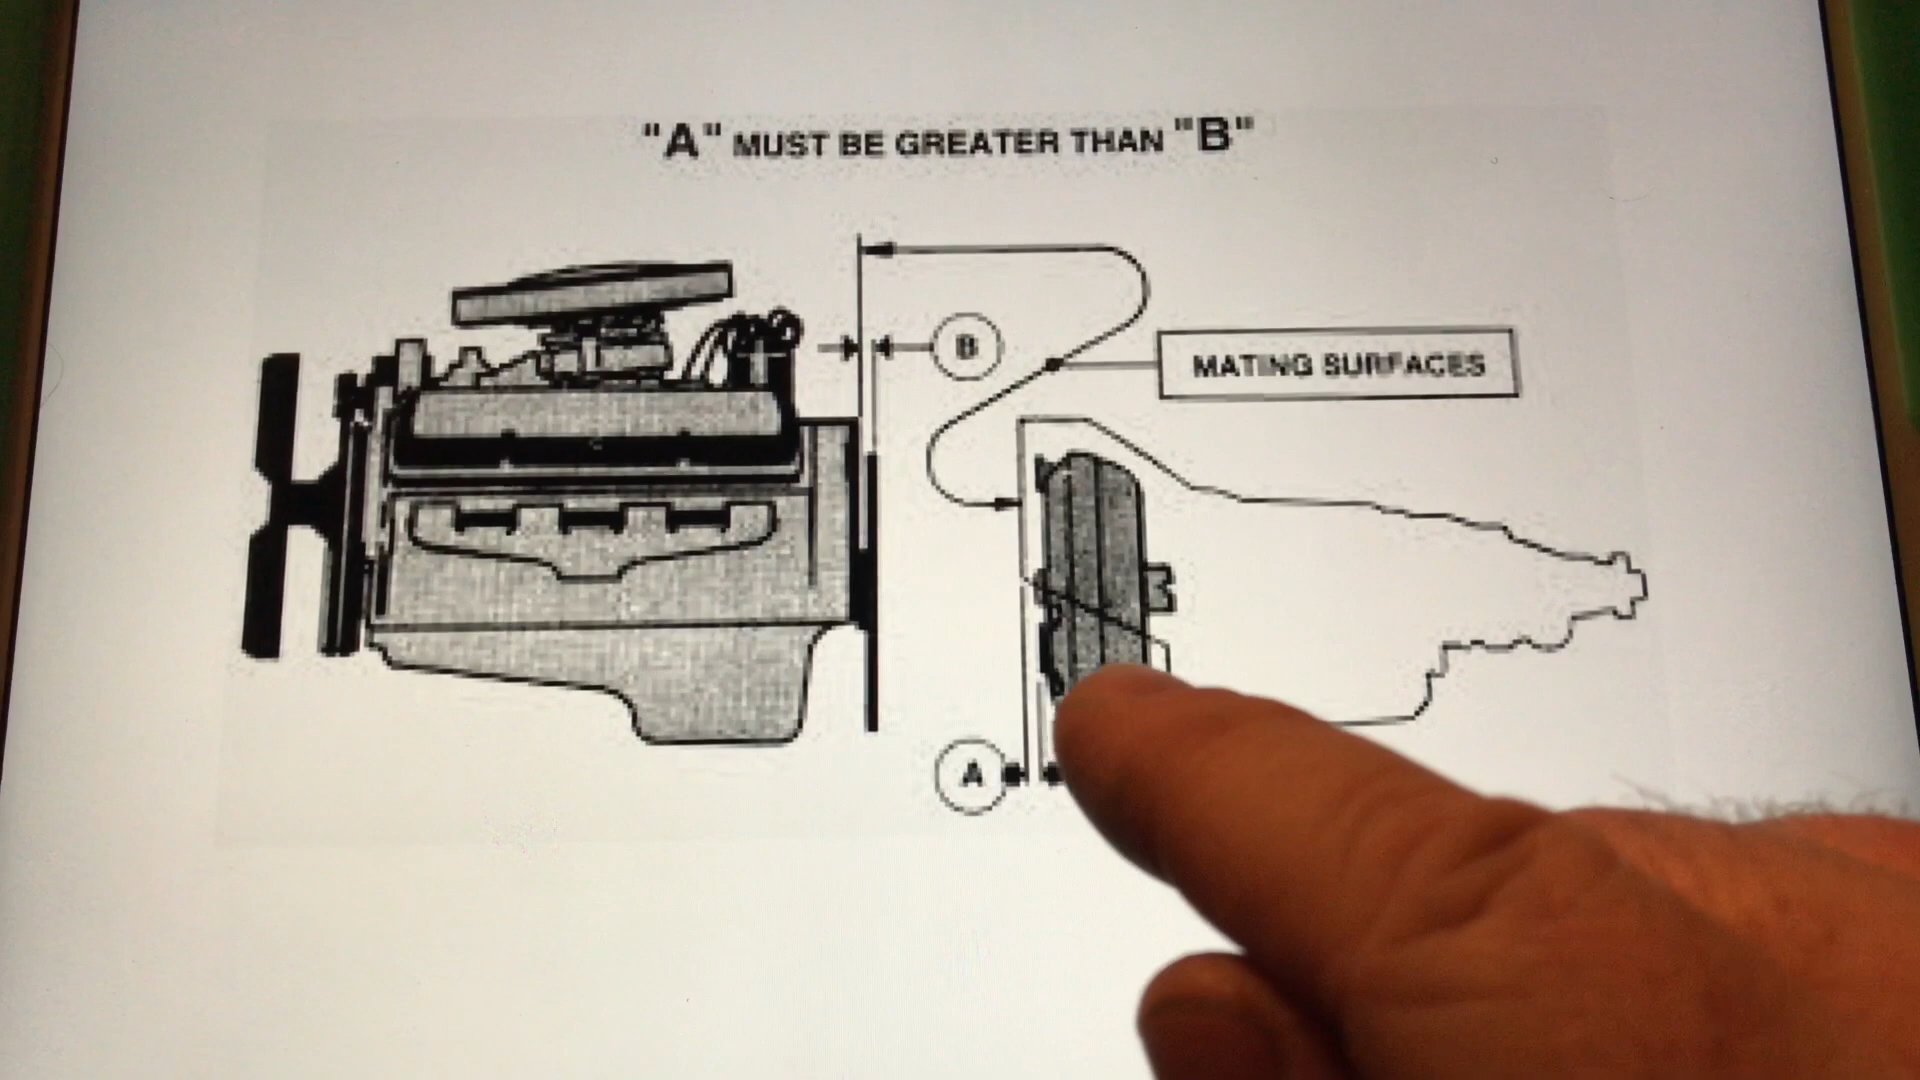 "A" MUST BE GREATER THAN "B"
B
MATING SURFACES
A